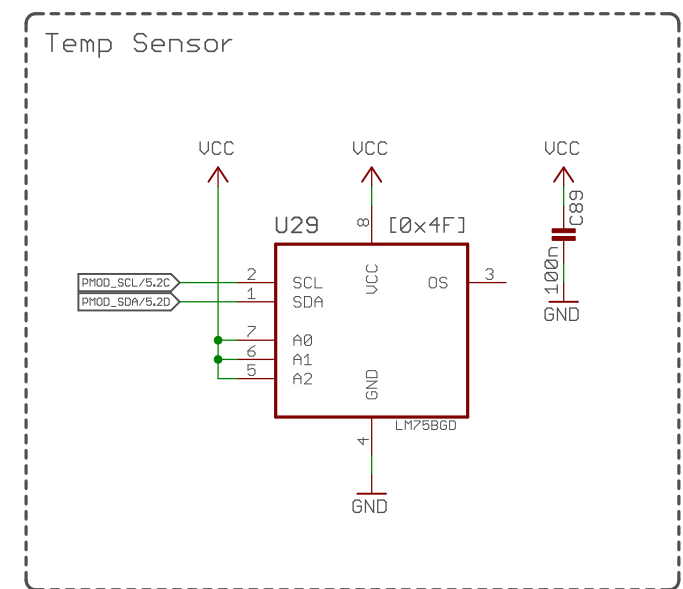 Temp Sensor
VCC
VCC
VCC
U29
8
[0x4F]
C89
100n
PMOD_SCL/5.2C
2
SCL
VCC
OS
3
PMOD_SDA/5.2D
1
SDA
GND
7
A0
6
A1
5
A2
GND
LM75BGD
4
GND